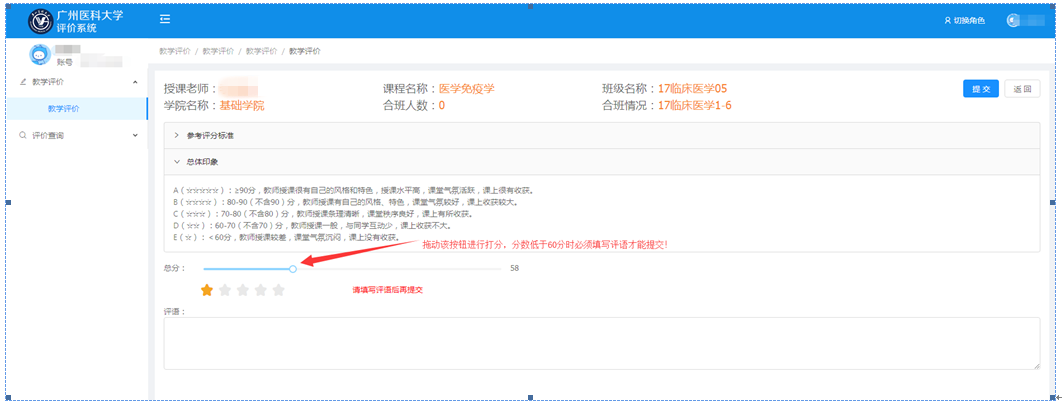 广州医科大学
评价系统
切换角色
账号
教学评价
教学评价
评价查询
教学评价 / 教学评价 / 教学评价 / 教学评价
授课老师： 课程名称：医学免疫学 班级名称：17临床医学05 提 交 返 回
学院名称：基础学院 合班人数：0 合班情况：17临床医学1-6
参考评分标准
总体印象
A（☆☆☆☆☆）：≥90分，教师授课很有自己的风格和特色，授课水平高，课堂气氛活跃，课上很有收获。
B（☆☆☆☆）：80-90（不含90）分，教师授课有自己的风格、特色，课堂气氛较好，课上收获较大。
C（☆☆☆）：70-80（不含80）分，教师授课条理清晰，课堂秩序良好，课上有所收获。
D（☆☆）：60-70（不含70）分，教师授课一般，与同学互动少，课上收获不大。
E（☆）：＜60分，教师授课较差，课堂气氛沉闷，课上没有收获。
拖动该按钮进行打分，分数低于60分时必须填写评语才能提交！
总分： 58
请填写评语后再提交
评语：